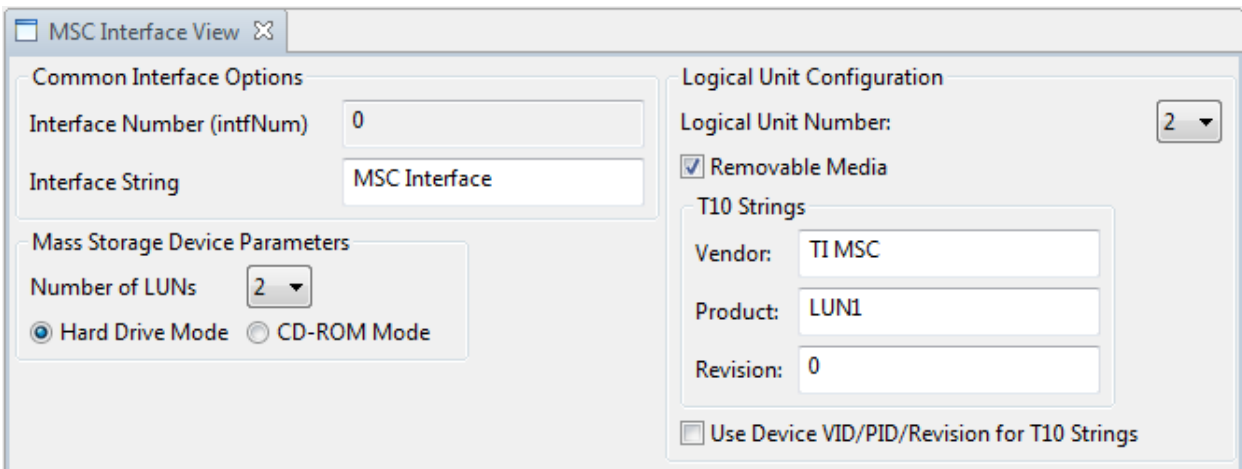 MSC Interface View
Common Interface Options
Interface Number (intfNum) 0
Interface String MSC Interface
Mass Storage Device Parameters
Number of LUNs 2
Hard Drive Mode CD-ROM Mode
Logical Unit Configuration
Logical Unit Number: 2
Removable Media
T10 Strings
Vendor: TI MSC
Product: LUN1
Revision: 0
Use Device VID/PID/Revision for T10 Strings